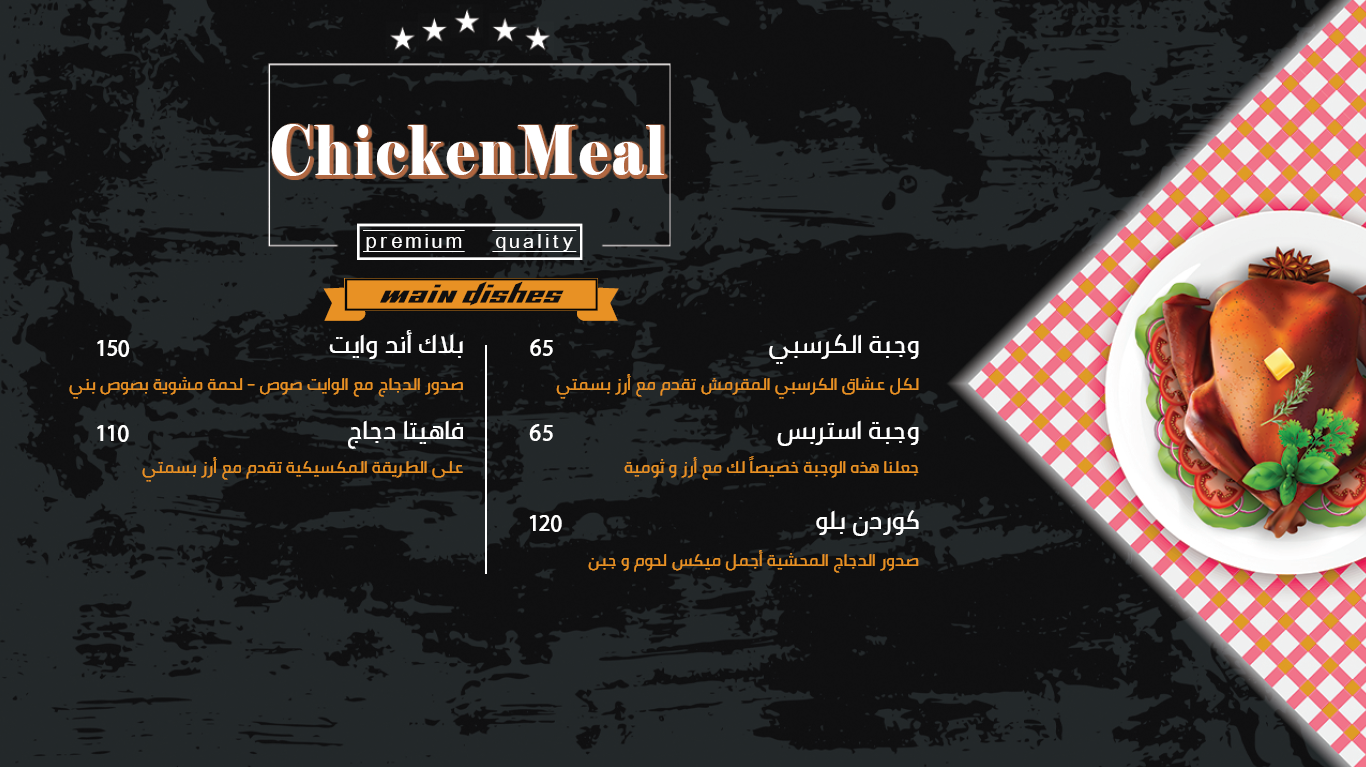 ChickenMeal
premium quality
main dishes
وجبة الكرسبي 65
لكل عشاق الكرسبي المقرمش تقدم مع أرز بسمتي
وجبة استربس 65
جعلنا هذه الوجبة خصيصاً لك مع أرز و ثومية
كوردن بلو 120
صدور الدجاج المحشية أجمل ميكس لحوم و جبن
بلاك أند وايت 150
صدور الدجاج مع الوايت صوص - لحمة مشوية بصوص بني
فاهيتا دجاج 110
على الطريقة المكسيكية تقدم مع أرز بسمتي